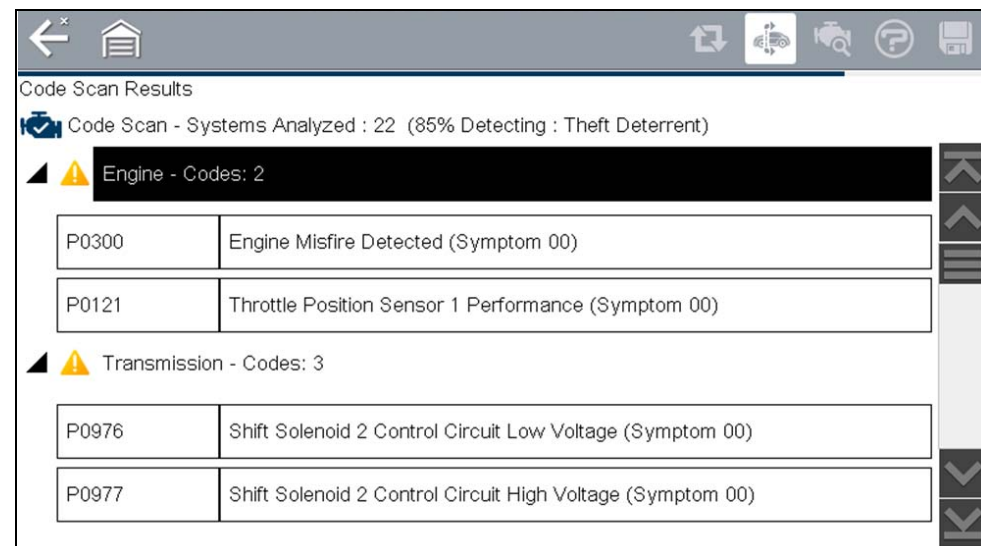 Code Scan Results
Code Scan - Systems Analyzed : 22 (85% Detecting : Theft Deterrent)
Engine - Codes: 2
P0300 Engine Misfire Detected (Symptom 00)
P0121 Throttle Position Sensor 1 Performance (Symptom 00)
Transmission - Codes: 3
P0976 Shift Solenoid 2 Control Circuit Low Voltage (Symptom 00)
P0977 Shift Solenoid 2 Control Circuit High Voltage (Symptom 00)